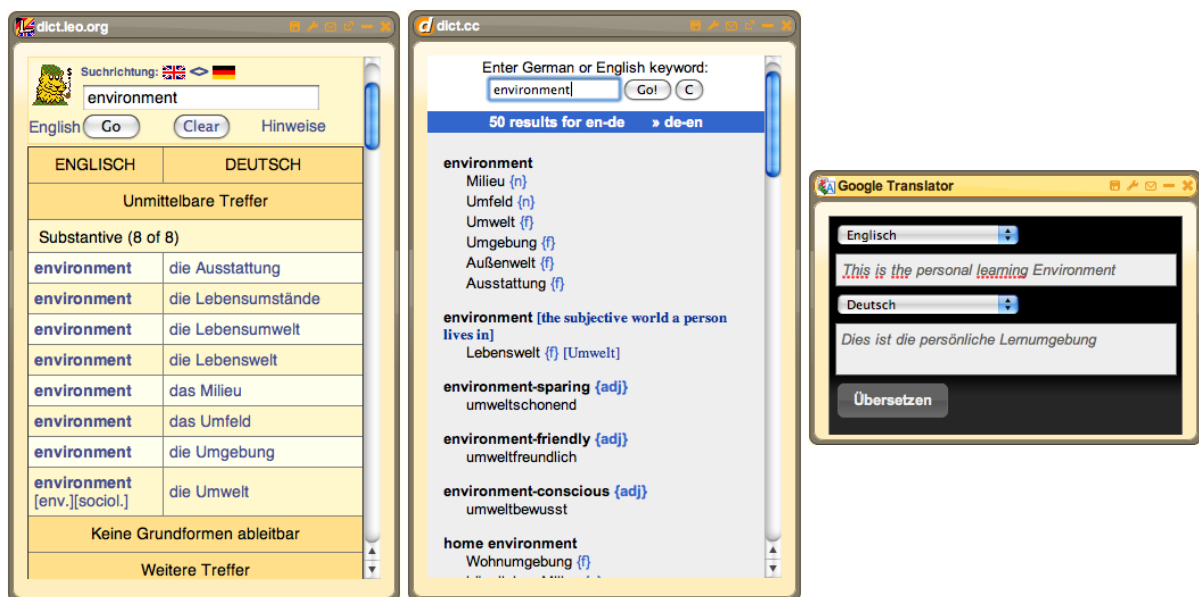 dict.leo.org
Suchrichtung:
environment
English Go Clear Hinweise
ENGLISCH DEUTSCH
Unmittelbare Treffer
Substantive (8 of 8)
environment die Ausstattung
environment die Lebensumstände
environment die Lebensumwelt
environment die Lebenswelt
environment das Milieu
environment das Umfeld
environment die Umgebung
environment [env.][sociol.] die Umwelt
Keine Grundformen ableitbar
Weitere Treffer
dict.cc
Enter German or English keyword:
environment Go! C
50 results for en-de » de-en
environment
Milieu {n}
Umfeld {n}
Umwelt {f}
Umgebung {f}
Außenwelt {f}
Ausstattung {f}
environment [the subjective world a person
lives in]
Lebenswelt {f} [Umwelt]
environment-sparing {adj}
umweltschonend
environment-friendly {adj}
umweltfreundlich
environment-conscious {adj}
umweltbewusst
home environment
Wohnumgebung {f}
Google Translator
Englisch
This is the personal learning Environment
Deutsch
Dies ist die persönliche Lernumgebung
Übersetzen